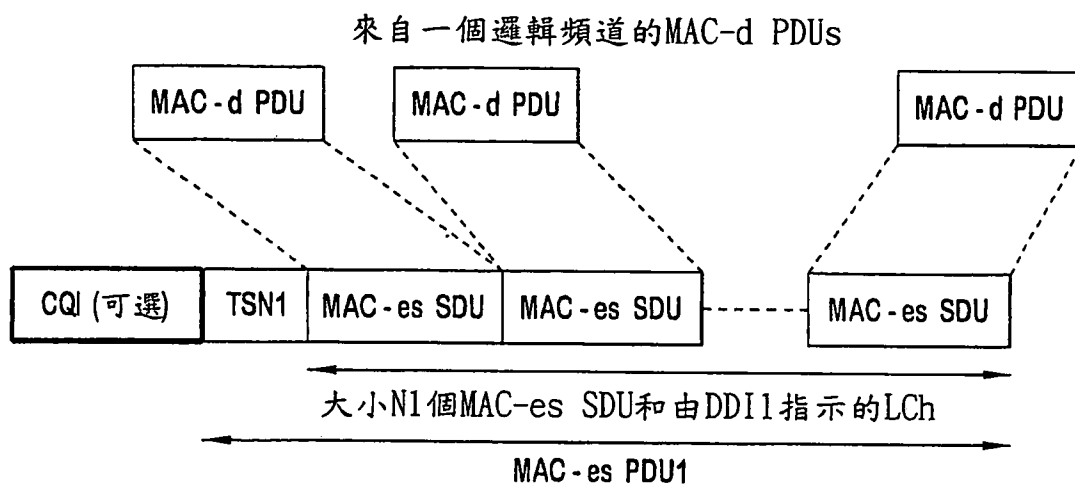 來自一個邏輯頻道的MAC-d PDUs
MAC-d PDU
MAC-d PDU
MAC-d PDU
CQI (可選)
TSN1
MAC-es SDU
MAC-es SDU
MAC-es SDU
大小N1個MAC-es SDU和由DDI1指示的LCh
MAC-es PDU1